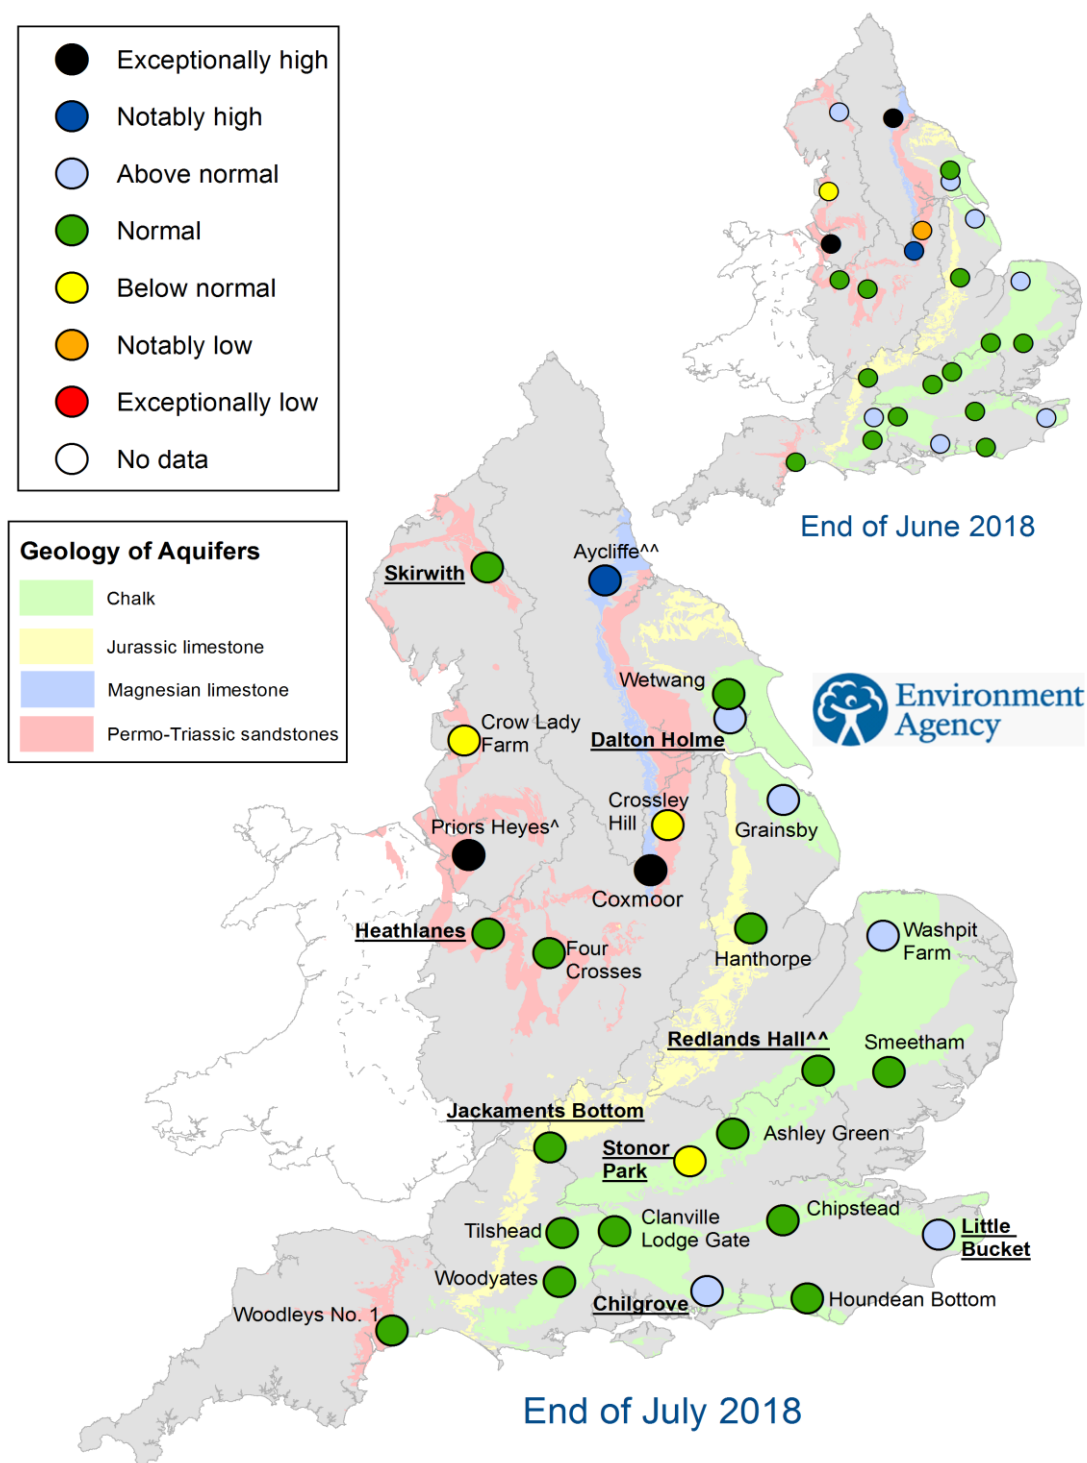 Exceptionally high
Notably high
Above normal
Normal
Below normal
Notably low
Exceptionally low
No data
End of June 2018
Geology of Aquifers
Chalk
Jurassic limestone
Magnesian limestone
Permo-Triassic sandstones
Aycliffe^^
Skirwith
Wetwang
Environment
Agency
Crow Lady
Farm
Dalton Holme
Crossley
Hill
Priors Heyes^
Grainsby
Coxmoor
Heathlanes
Four
Crosses
Hanthorpe
Washpit
Farm
Redlands Hall^^
Smeetham
Jackaments Bottom
Ashley Green
Stonor
Park
Tilshead
Clanville
Lodge Gate
Chipstead
Little
Bucket
Woodyates
Chilgrove
Houndean Bottom
Woodleys No. 1
End of July 2018